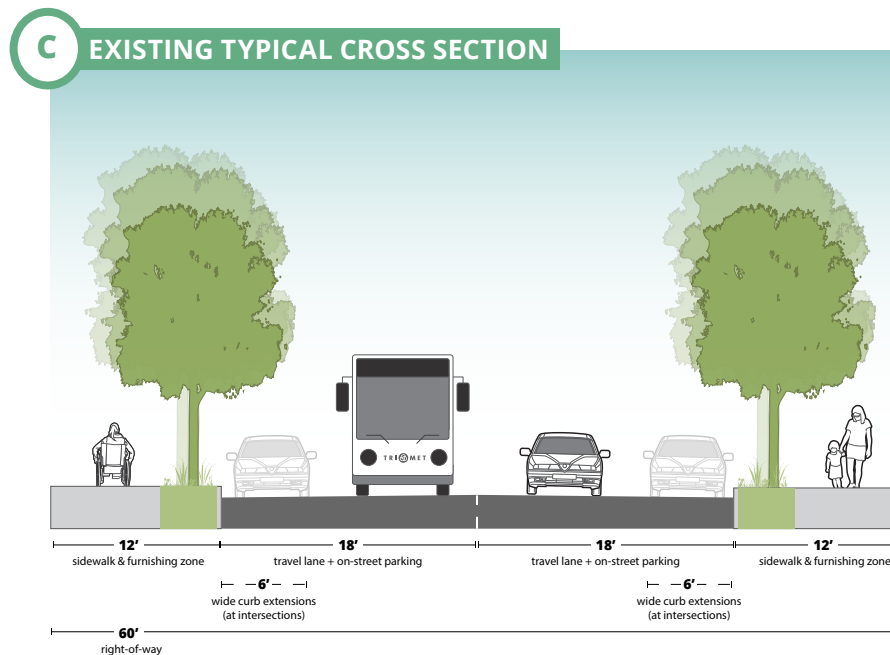 C EXISTING TYPICAL CROSS SECTION
TRIMET
12’ 18’ 18’ 12’
sidewalk & furnishing zone travel lane + on-street parking travel lane + on-street parking sidewalk & furnishing zone
6’ 6’
wide curb extensions wide curb extensions
(at intersections) (at intersections)
60’
right-of-way